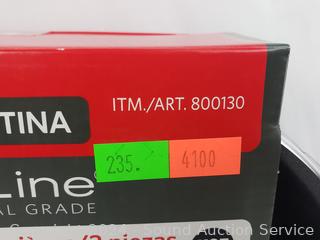 ITM./ART. 800130
TINA
235. 4100
Line
AL GRADE
Sound Auction Service
/2 piezas